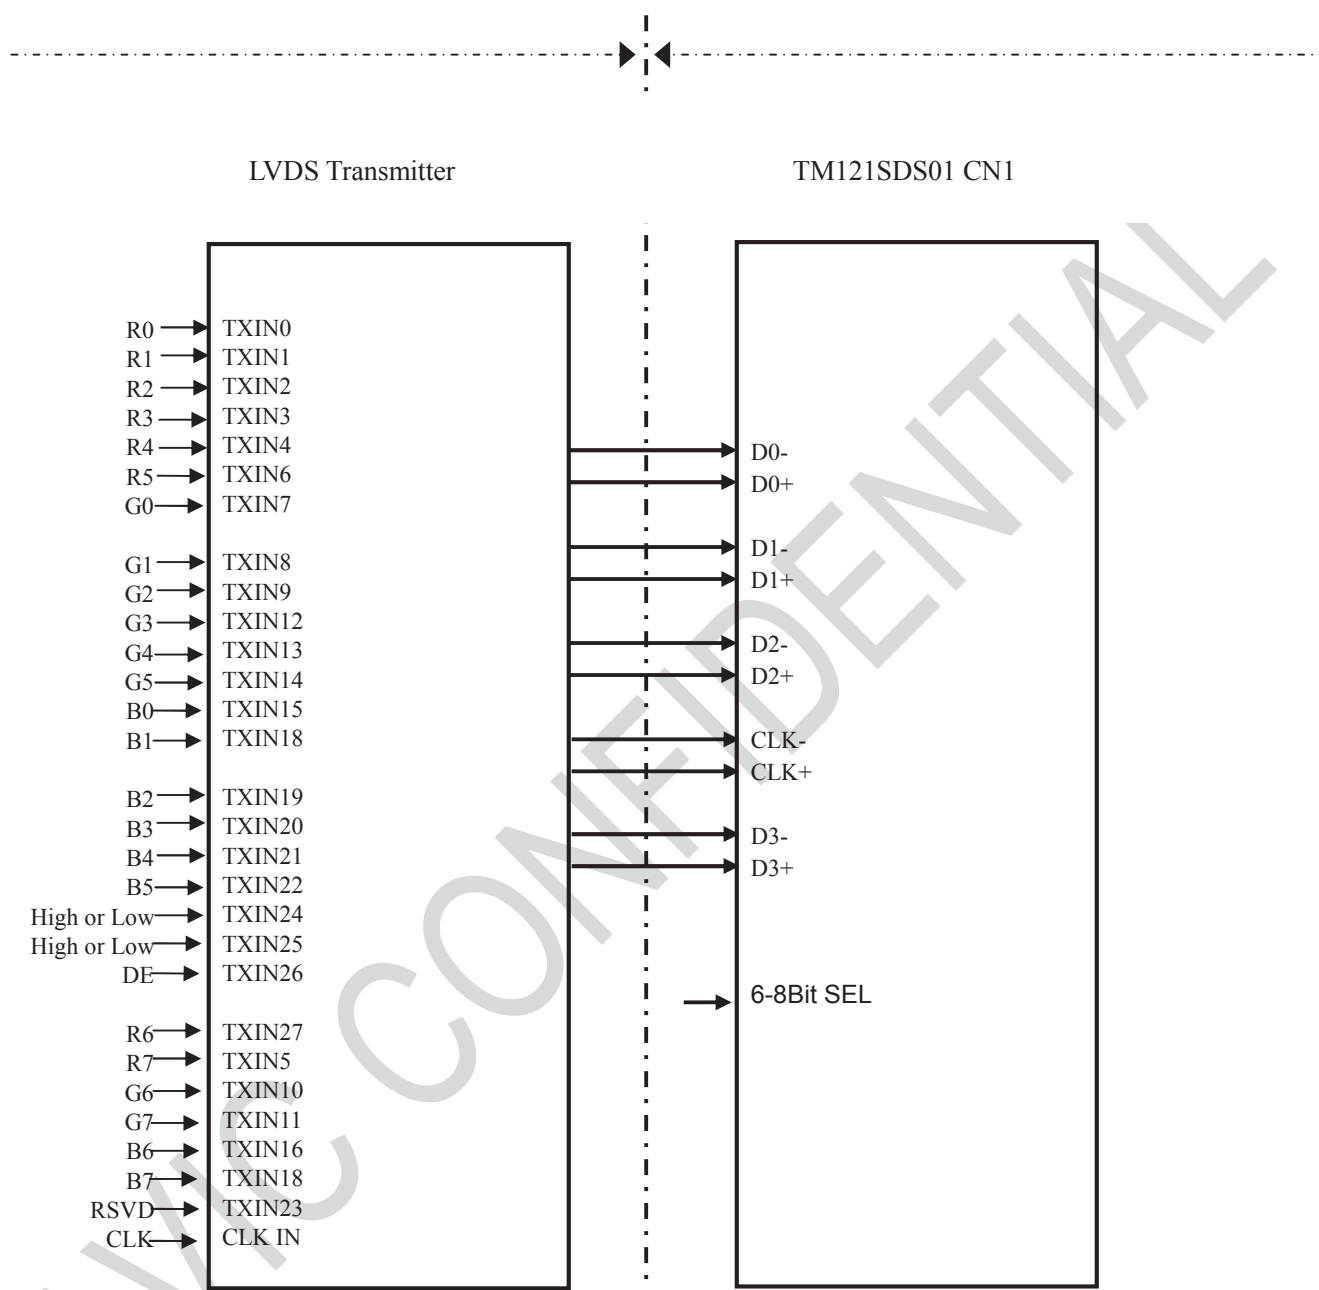 LVDS Transmitter TM121SDS01 CN1
R0 TXIN0
R1 TXIN1
R2 TXIN2
R3 TXIN3
R4 TXIN4
R5 TXIN6
G0 TXIN7
G1 TXIN8
G2 TXIN9
G3 TXIN12
G4 TXIN13
G5 TXIN14
B0 TXIN15
B1 TXIN18
B2 TXIN19
B3 TXIN20
B4 TXIN21
B5 TXIN22
High or Low TXIN24
High or Low TXIN25
DE TXIN26
R6 TXIN27
R7 TXIN5
G6 TXIN10
G7 TXIN11
B6 TXIN16
B7 TXIN18
RSVD TXIN23
CLK CLK IN
D0-
D0+
D1-
D1+
D2-
D2+
CLK-
CLK+
D3-
D3+
6-8Bit SEL
VIC CONFIDENTIAL